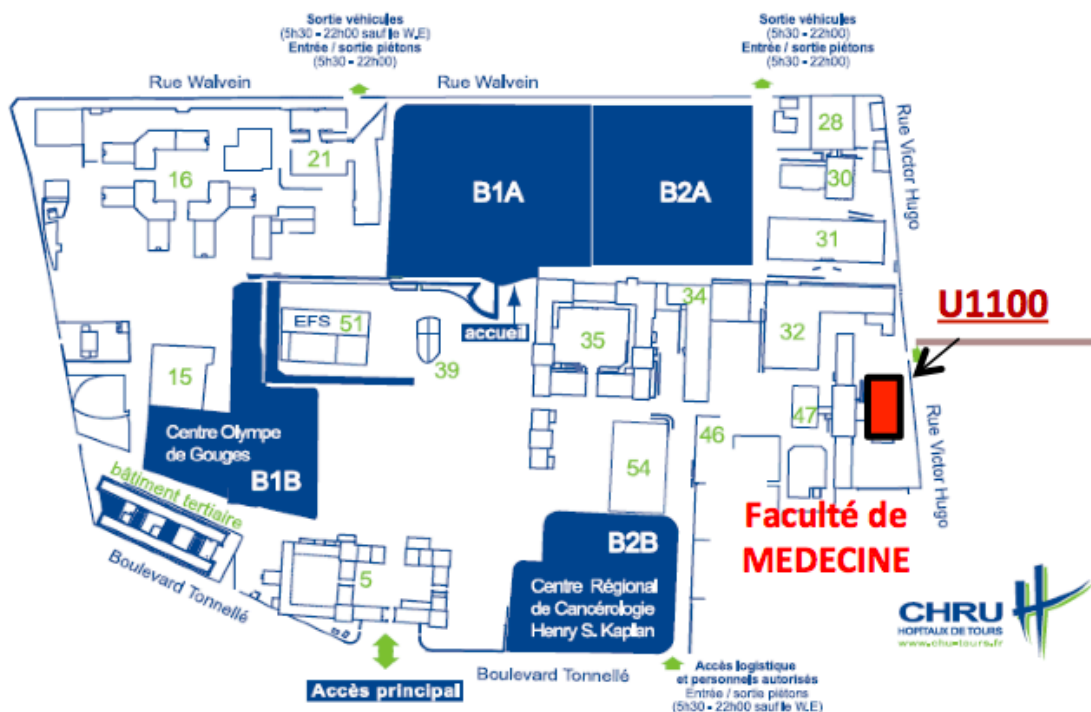 Sortie véhicules
(5h30 - 22h00 sauf le W.E)
Entrée / sortie piétons
(5h30 - 22h00)
Sortie véhicules
(5h30 - 22h00)
Entrée / sortie piétons
(5h30 - 22h00)
Rue Walvein
Rue Walvein
Rue Victor Hugo
28
21
16
B1A
B2A
30
31
U1100
34
EFS 51
accueil
35
32
39
15
47
46
Centre Olympe
de Gouges
B1B
54
Rue Victor Hugo
bâtiment tertiaire
Faculté de
MEDECINE
B2B
Boulevard Tonnellé
5
Centre Régional
de Cancérologie
Henry S. Kaplan
CHRU
HOPITAUX DE TOURS
www.chu-tours.fr
Boulevard Tonnellé
Accès principal
Accès logistique
et personnels autorisés
Entrée / sortie piétons
(5h30 - 22h00 sauf le W.E)